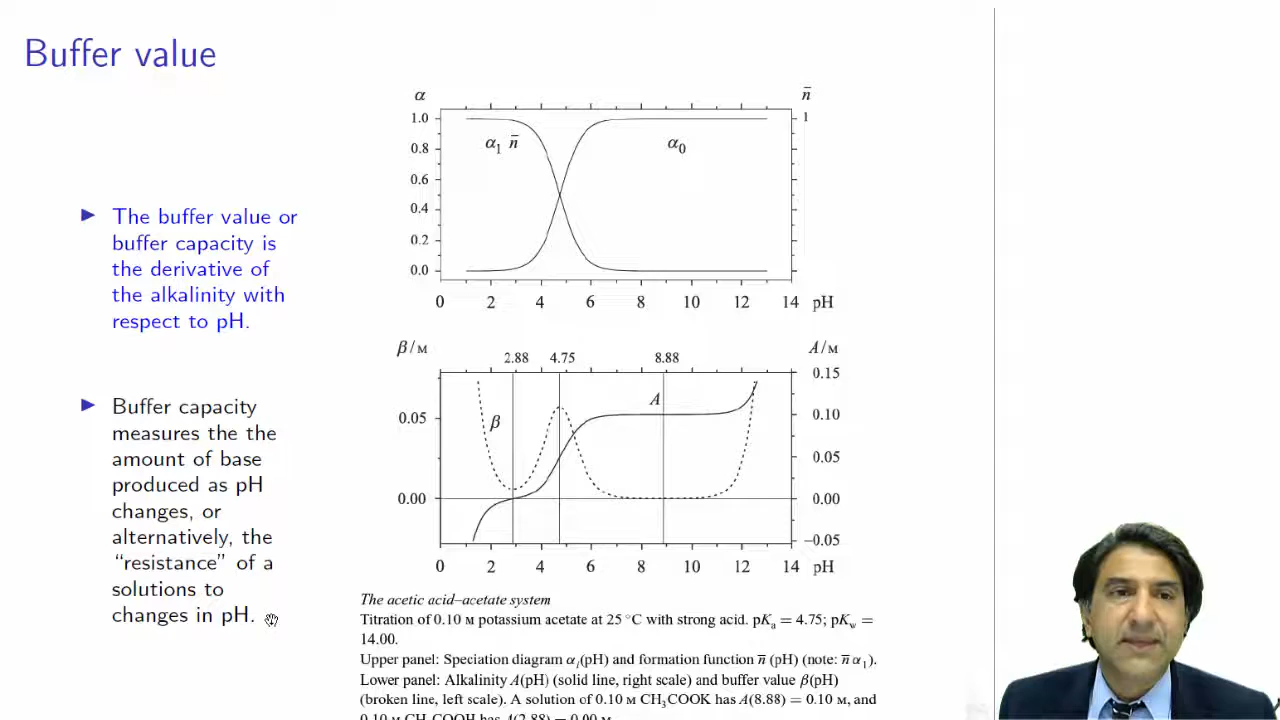 Buffer value
The buffer value or
buffer capacity is
the derivative of
the alkalinity with
respect to pH.
Buffer capacity
measures the the
amount of base
produced as pH
changes, or
alternatively, the
“resistance” of a
solutions to
changes in pH.
α n̄
1.0 1
α₁ n̄ α₀
0.8
0.6
0.4
0.2
0.0
0 2 4 6 8 10 12 14 pH
β/M 2.88 4.75 8.88 A/M
0.15
A
0.05 β 0.10
0.05
0.00 0.00
−0.05
0 2 4 6 8 10 12 14 pH
The acetic acid–acetate system
Titration of 0.10 M potassium acetate at 25 °C with strong acid. pKₐ = 4.75; pK_w =
14.00.
Upper panel: Speciation diagram αᵢ(pH) and formation function n̄ (pH) (note: n̄ α₁).
Lower panel: Alkalinity A(pH) (solid line, right scale) and buffer value β(pH)
(broken line, left scale). A solution of 0.10 M CH₃COOK has A(8.88) = 0.10 M, and
0.10 M CH₃COOH has A(2.88) = 0.00 M